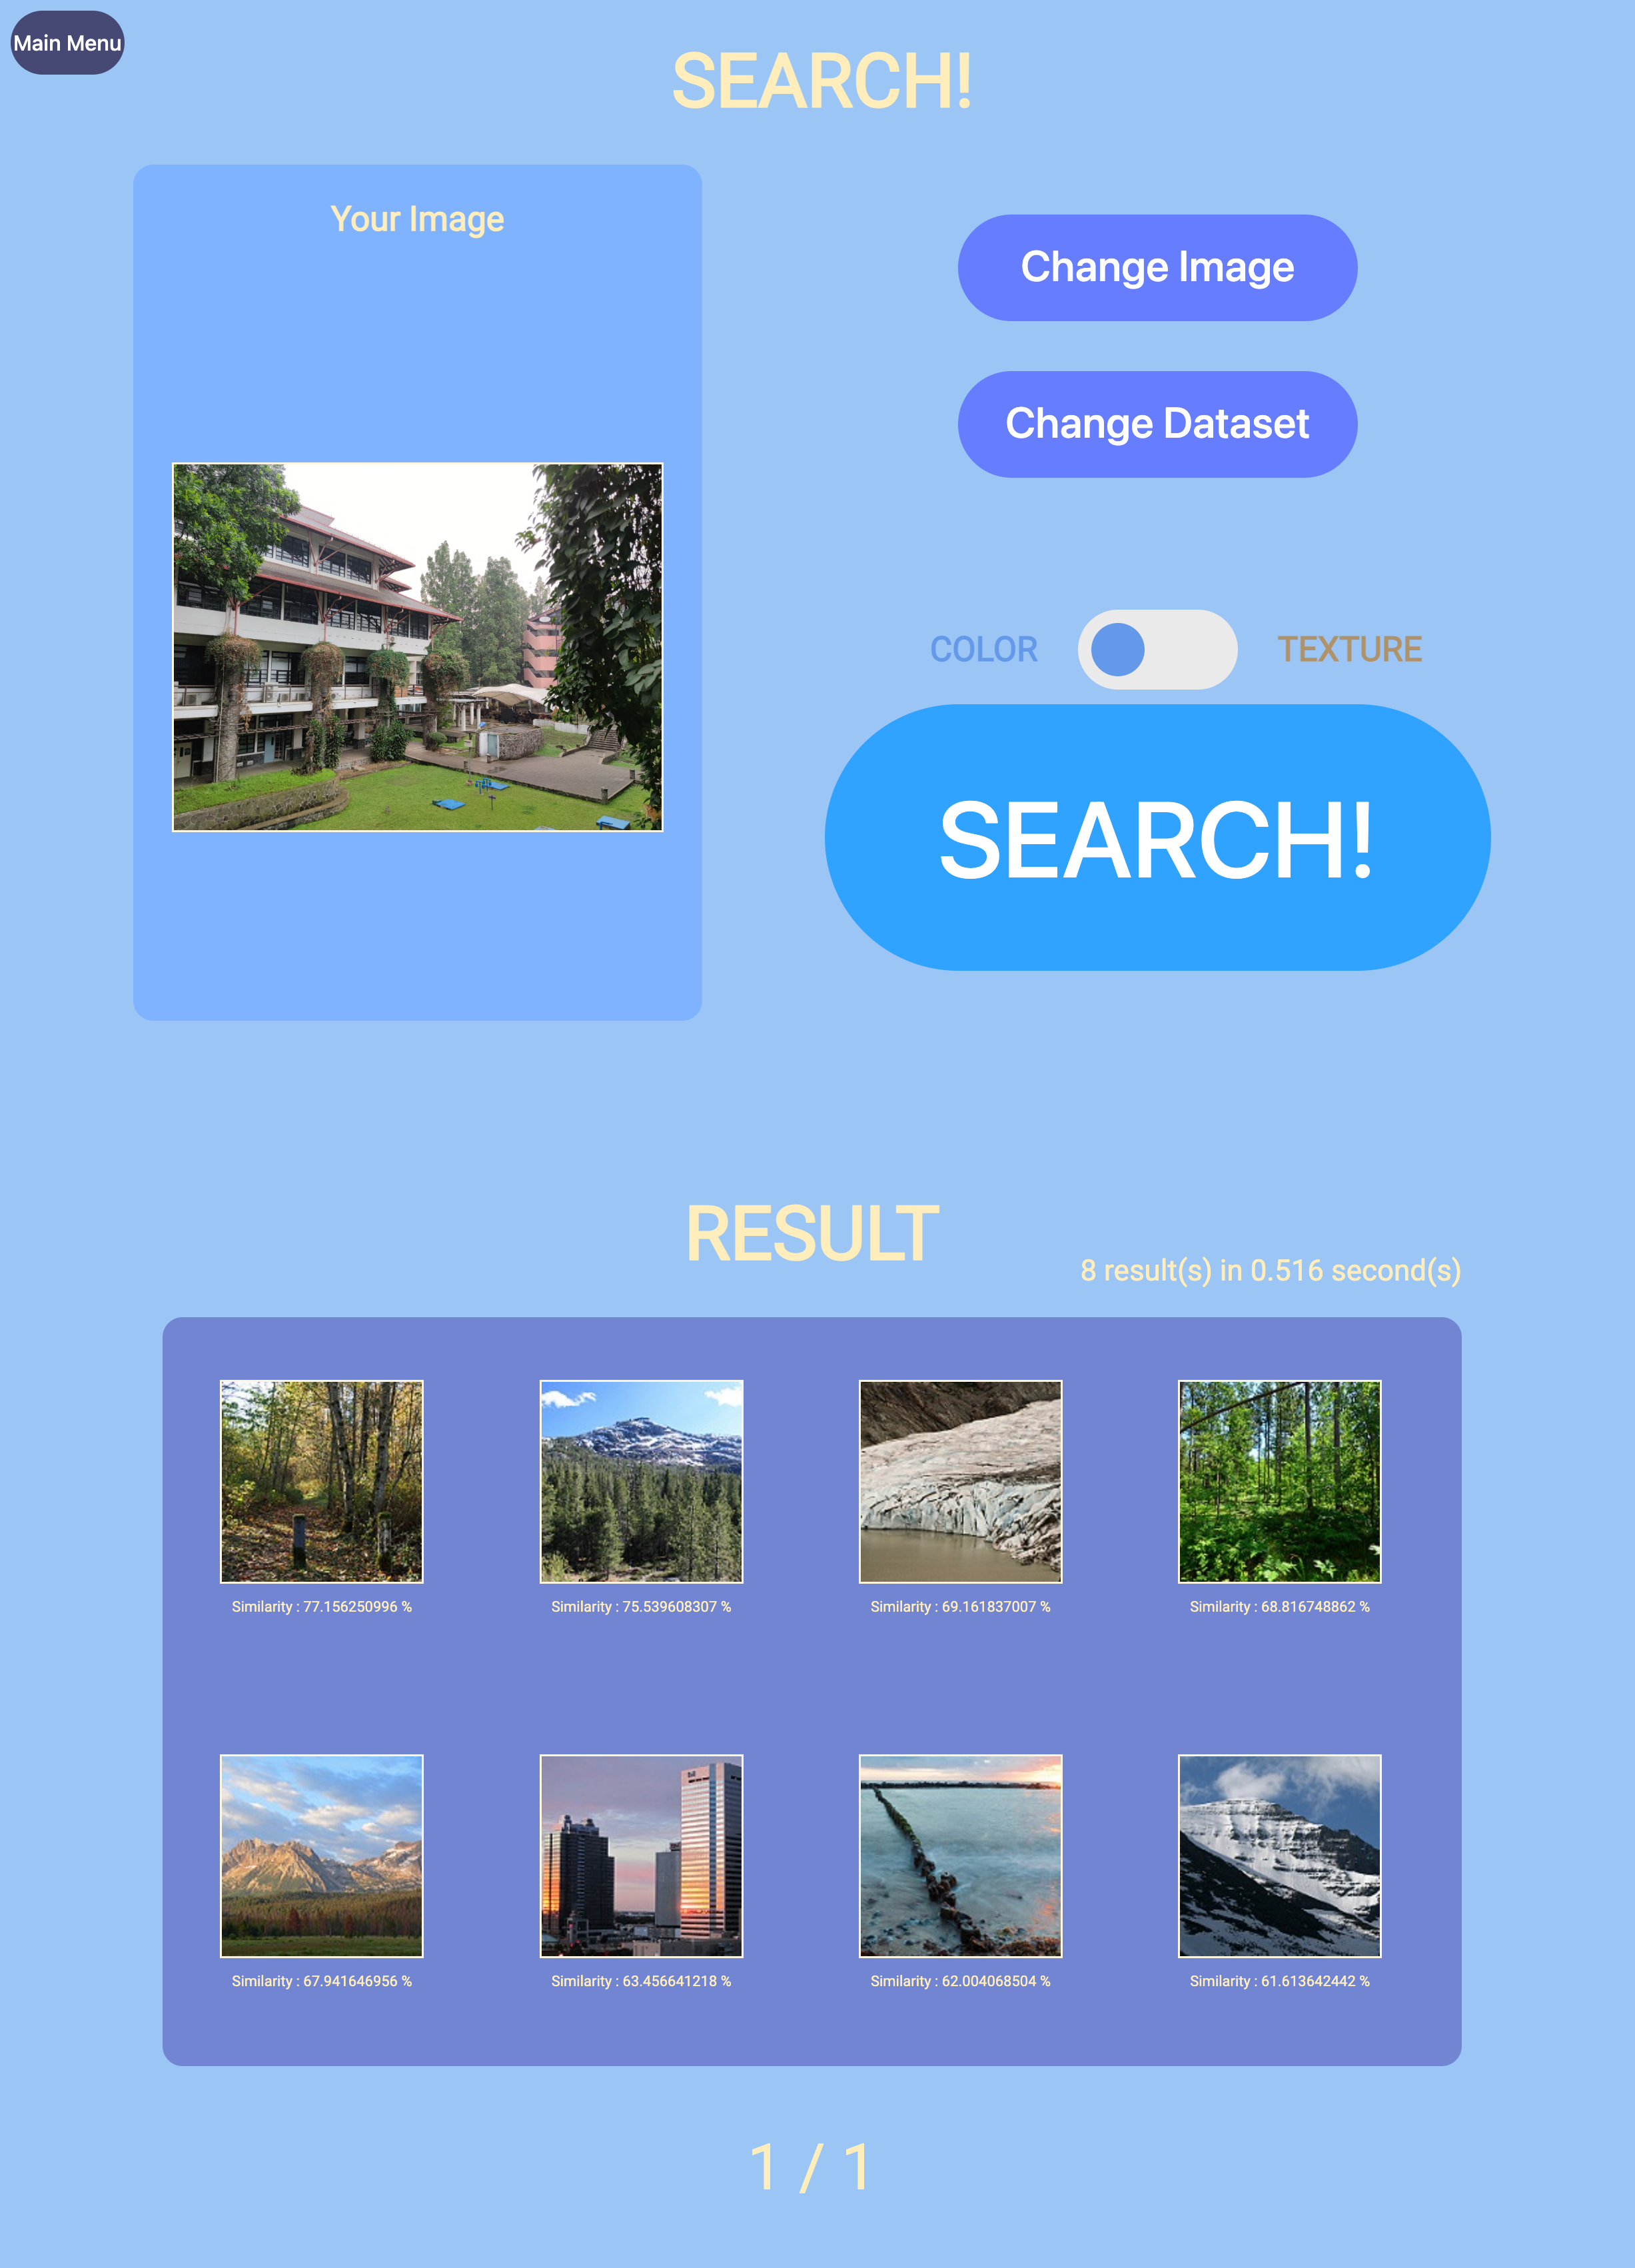 Main Menu
SEARCH!
Your Image
Change Image
Change Dataset
COLOR
TEXTURE
SEARCH!
RESULT
8 result(s) in 0.516 second(s)
Similarity : 77.156250996 %
Similarity : 75.539608307 %
Similarity : 69.161837007 %
Similarity : 68.816748862 %
Similarity : 67.941646956 %
Similarity : 63.456641218 %
Similarity : 62.004068504 %
Similarity : 61.613642442 %
1 / 1